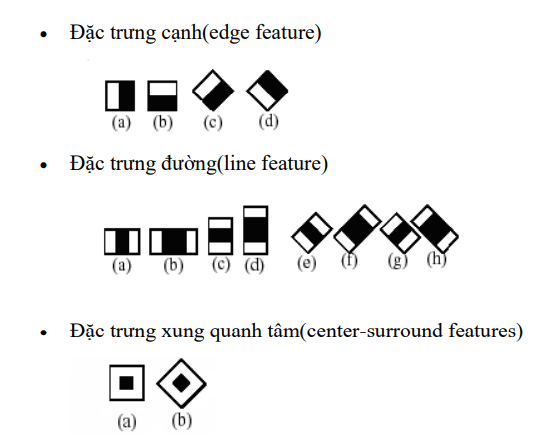 • Đặc trưng cạnh(edge feature)
(a) (b) (c) (d)
• Đặc trưng đường(line feature)
(a) (b) (c) (d) (e) (f) (g) (h)
• Đặc trưng xung quanh tâm(center-surround features)
(a) (b)